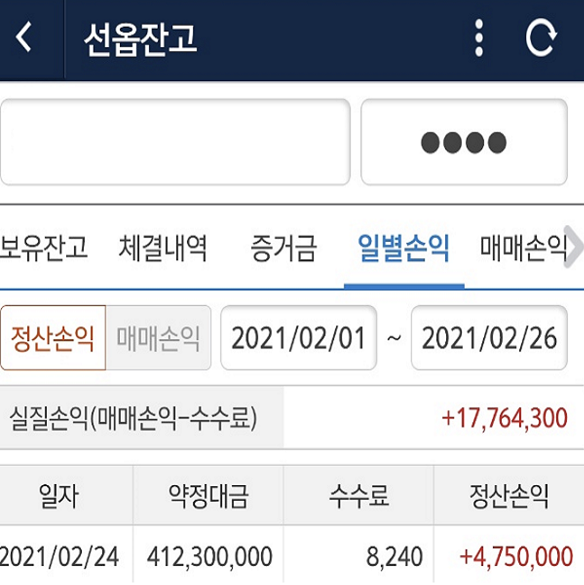 선옵잔고
보유잔고 체결내역 증거금 일별손익 매매손익
정산손익 매매손익 2021/02/01 ~ 2021/02/26
실질손익(매매손익-수수료) +17,764,300
일자 약정대금 수수료 정산손익
2021/02/24 412,300,000 8,240 +4,750,000